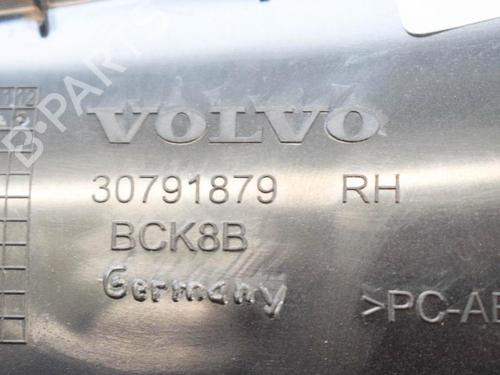 B-PARTS
VOLVO
30791879 RH
BCK8B
Germany
>PC-AB